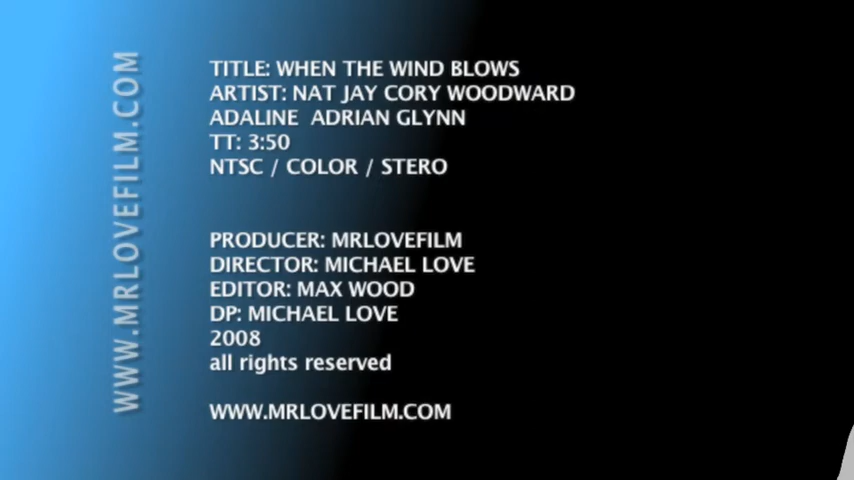 WWW.MRLOVEFILM.COM
TITLE: WHEN THE WIND BLOWS
ARTIST: NAT JAY CORY WOODWARD
ADALINE  ADRIAN GLYNN
TT: 3:50
NTSC / COLOR / STERO
PRODUCER: MRLOVEFILM
DIRECTOR: MICHAEL LOVE
EDITOR: MAX WOOD
DP: MICHAEL LOVE
2008
all rights reserved
WWW.MRLOVEFILM.COM